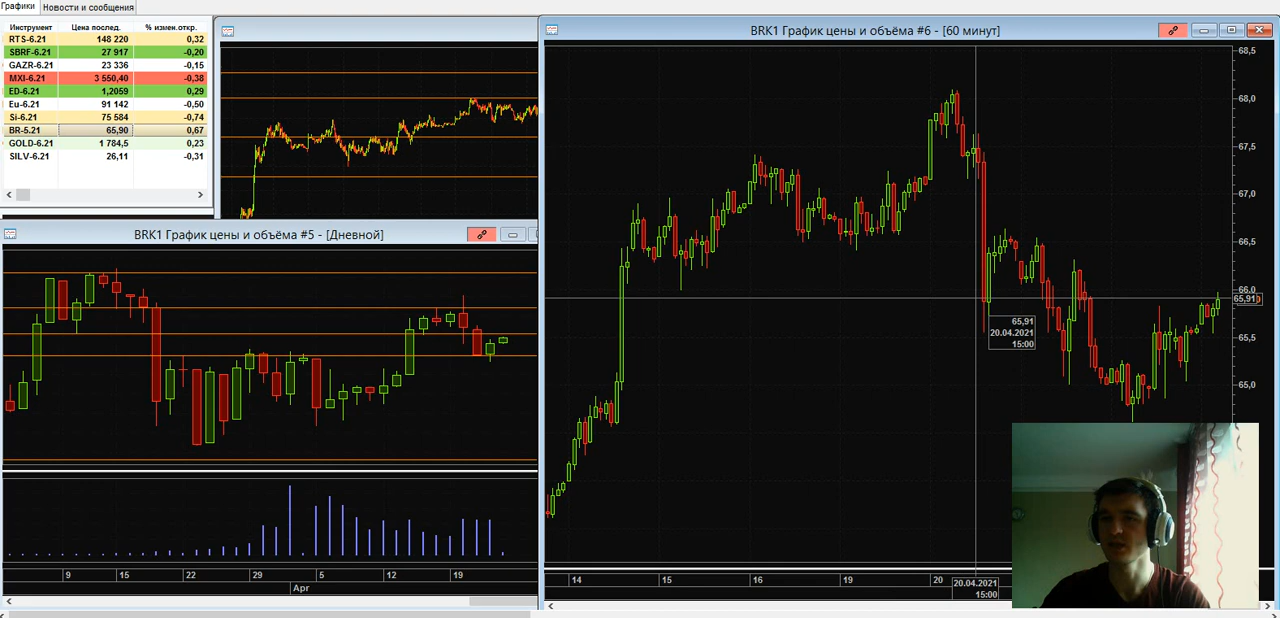 Графики Новости и сообщения
Инструмент Цена послед. % измен.откр.
RTS-6.21 148 220 0,32
SBRF-6.21 27 917 -0,20
GAZR-6.21 23 336 -0,15
MXI-6.21 3 550,40 -0,38
ED-6.21 1,2059 0,29
Eu-6.21 91 142 -0,50
Si-6.21 75 584 -0,74
BR-5.21 65,90 0,67
GOLD-6.21 1 784,5 0,23
SILV-6.21 26,11 -0,31
BRK1 График цены и объёма #5 - [Дневной]
9 15 22 29 5 12 19
Apr
BRK1 График цены и объёма #6 - [60 минут]
68,5
68,0
67,5
67,0
66,5
66,0
65,91
65,5
65,0
65,91
20.04.2021
15:00
14 15 16 19 20
20.04.2021
15:00